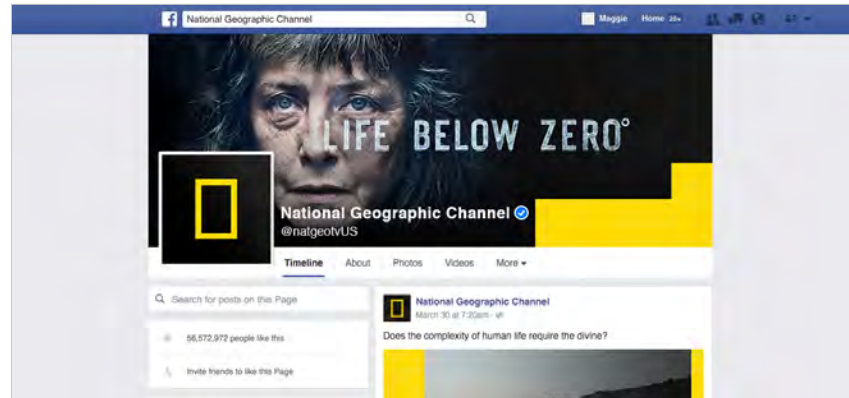 National Geographic Channel
Maggie Home 20+
LIFE BELOW ZERO°
National Geographic Channel
@natgeotvUS
Timeline About Photos Videos More
Search for posts on this Page
56,572,972 people like this
Invite friends to like this Page
National Geographic Channel
March 30 at 7:20am
Does the complexity of human life require the divine?